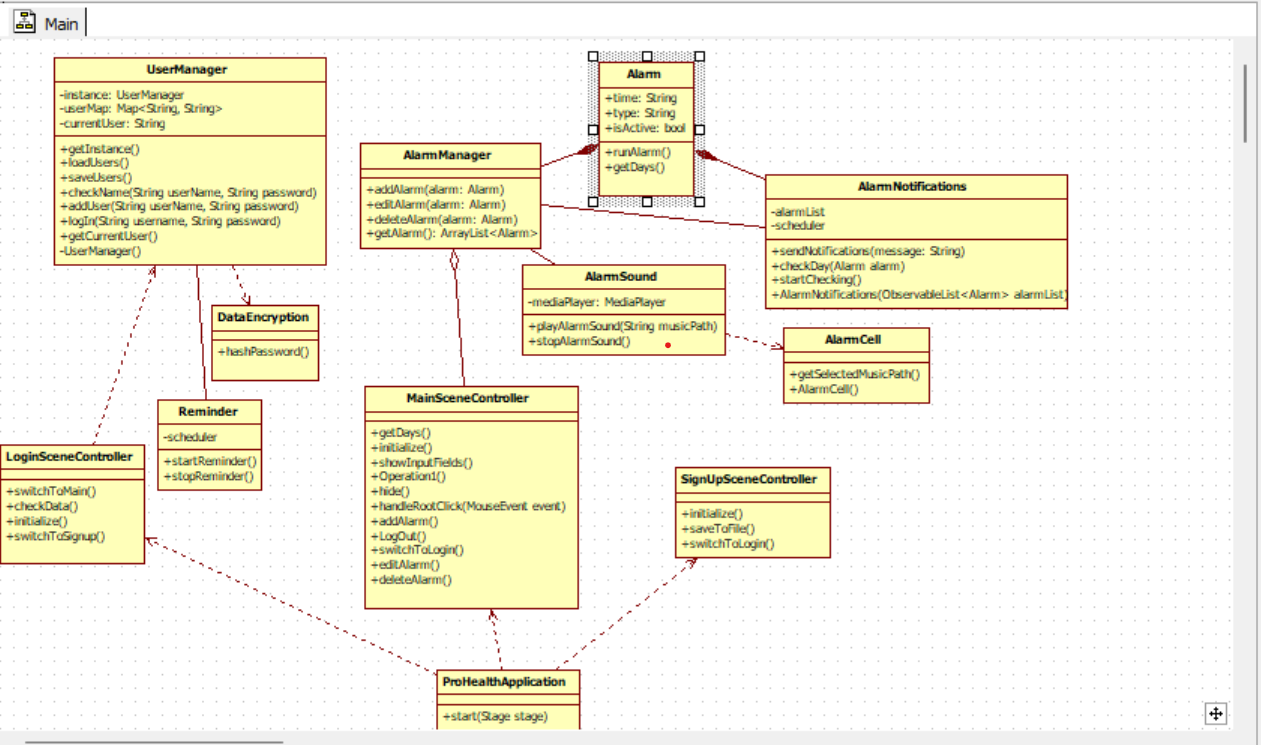 Main
UserManager
-instance: UserManager
-userMap: Map<String, String>
-currentUser: String
+getInstance()
+loadUsers()
+saveUsers()
+checkName(String userName, String password)
+addUser(String userName, String password)
+logIn(String username, String password)
+getCurrentUser()
-UserManager()
Alarm
+time: String
+type: String
+isActive: bool
+runAlarm()
+getDays()
AlarmManager
+addAlarm(alarm: Alarm)
+editAlarm(alarm: Alarm)
+deleteAlarm(alarm: Alarm)
+getAlarm(): ArrayList<Alarm>
AlarmNotifications
-alarmList
-scheduler
+sendNotifications(message: String)
+checkDay(Alarm alarm)
+startChecking()
+AlarmNotifications(ObservableList<Alarm> alarmList)
AlarmSound
-mediaPlayer: MediaPlayer
+playAlarmSound(String musicPath)
+stopAlarmSound()
DataEncryption
+hashPassword()
AlarmCell
+getSelectedMusicPath()
+AlarmCell()
Reminder
-scheduler
+startReminder()
+stopReminder()
MainSceneController
+getDays()
+initialize()
+showInputFields()
+Operation1()
+hide()
+handleRootClick(MouseEvent event)
+addAlarm()
+LogOut()
+switchToLogin()
+editAlarm()
+deleteAlarm()
LoginSceneController
+switchToMain()
+checkData()
+initialize()
+switchToSignup()
SignUpSceneController
+initialize()
+saveToFile()
+switchToLogin()
ProHealthApplication
+start(Stage stage)